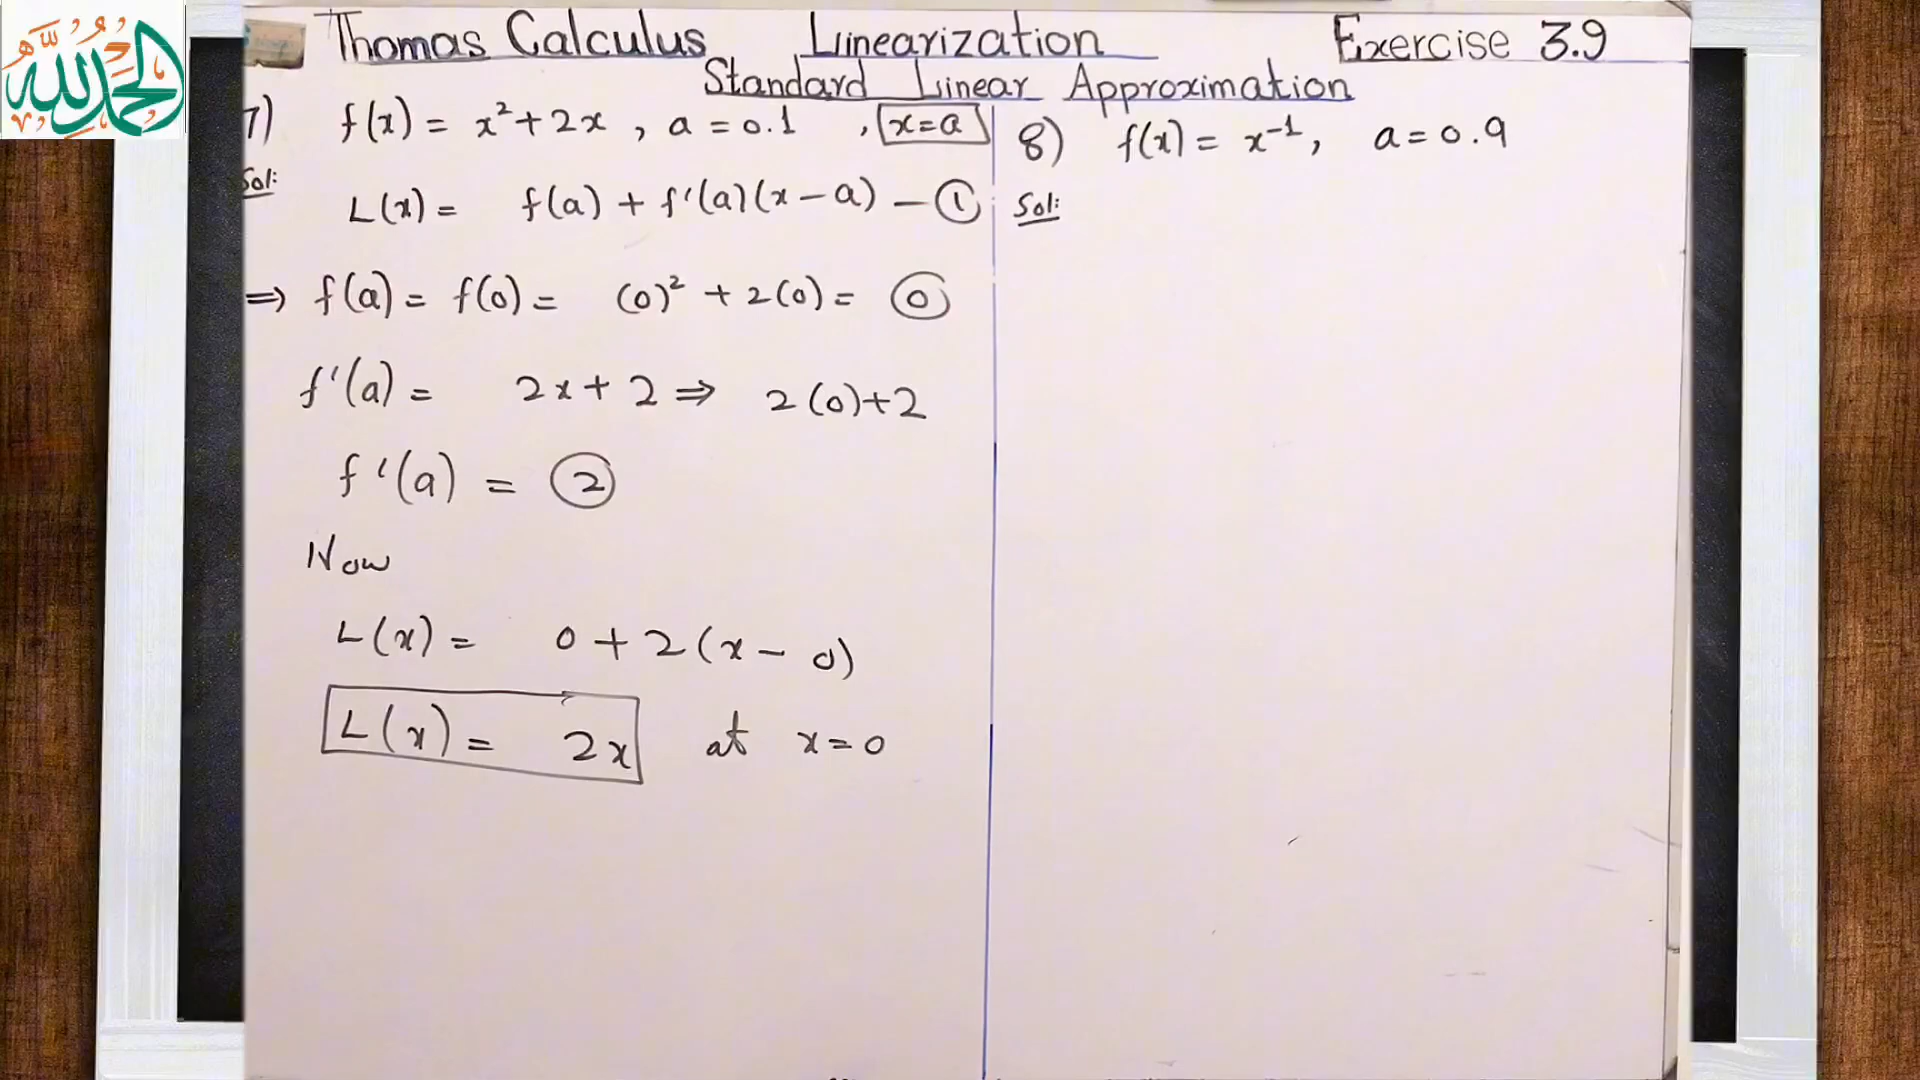 الحمد لله
Thomas Calculus Linearization Exercise 3.9
Standard Linear Approximation
7) f(x) = x² + 2x , a = 0.1 , x=a
Sol:
L(x) = f(a) + f'(a)(x - a) - ①
⇒ f(a) = f(0) = (0)² + 2(0) = 0
f'(a) = 2x + 2 ⇒ 2(0)+2
f'(a) = 2
Now
L(x) = 0 + 2(x - 0)
L(x) = 2x at x=0
8) f(x) = x⁻¹, a = 0.9
Sol: